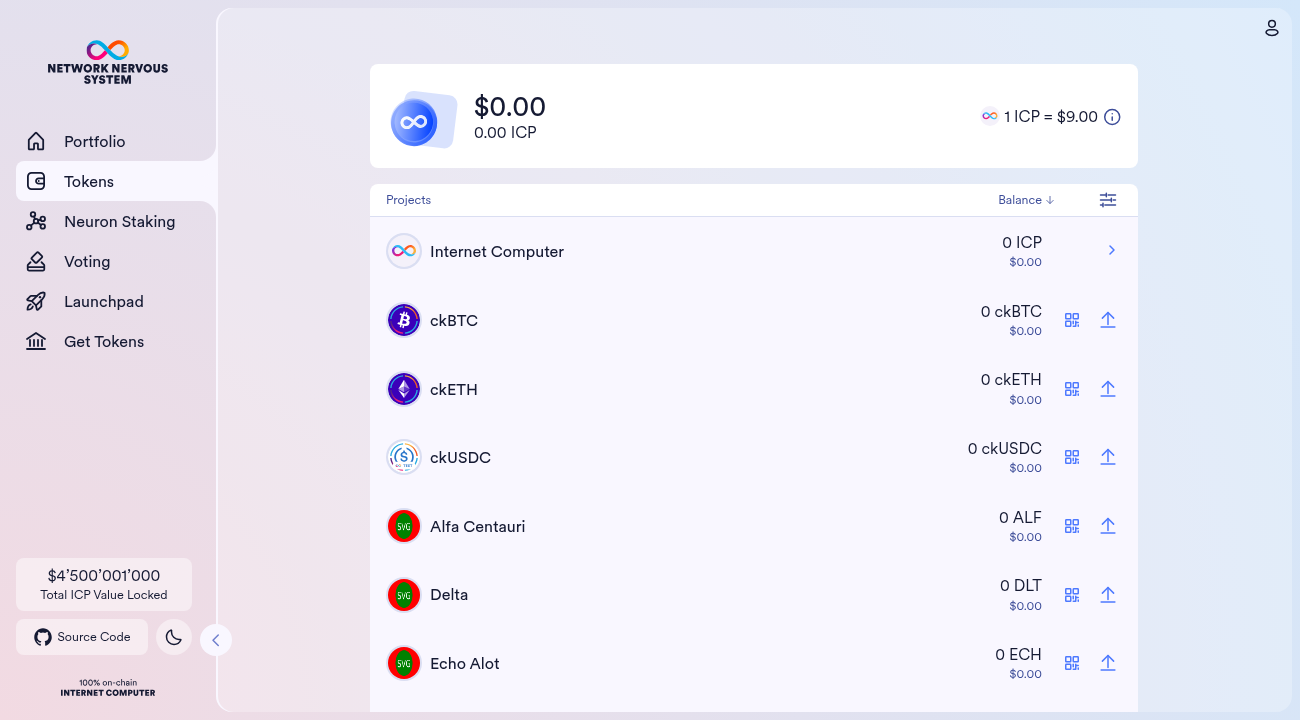 NETWORK NERVOUS
SYSTEM
Portfolio
Tokens
Neuron Staking
Voting
Launchpad
Get Tokens
$4’500’001’000
Total ICP Value Locked
Source Code
100% on-chain
INTERNET COMPUTER
$0.00
0.00 ICP
1 ICP = $9.00
Projects
Balance
Internet Computer
0 ICP
$0.00
ckBTC
0 ckBTC
$0.00
ckETH
0 ckETH
$0.00
ckUSDC
0 ckUSDC
$0.00
SVG
Alfa Centauri
0 ALF
$0.00
SVG
Delta
0 DLT
$0.00
SVG
Echo Alot
0 ECH
$0.00